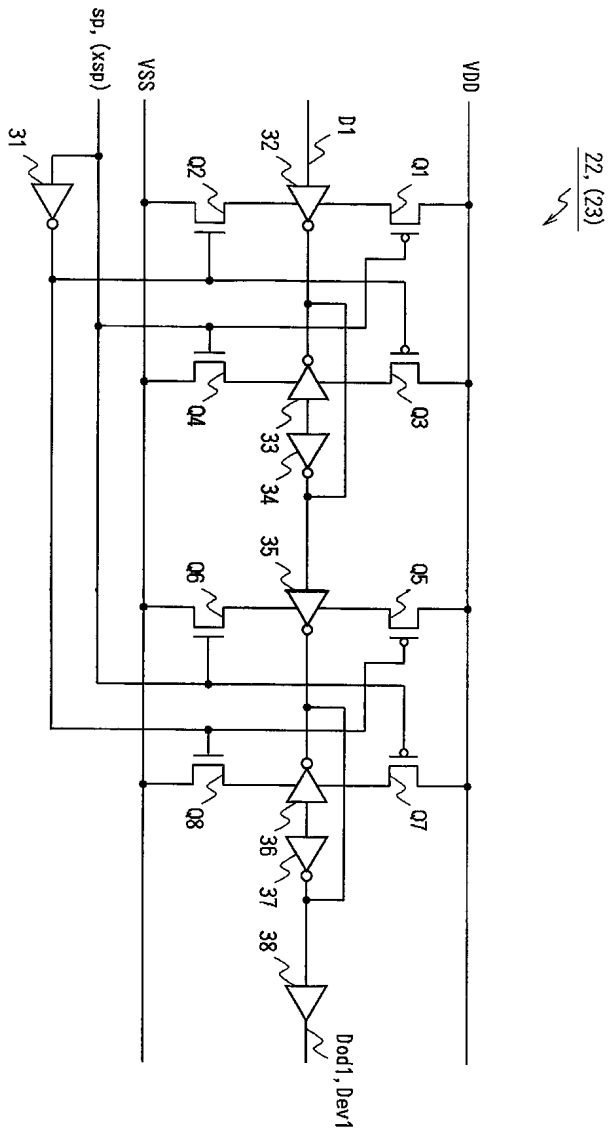 22, (23)
VDD
Q1
Q3
Q5
Q7
D1
32
33
34
35
36
37
38
Dod1, Dev1
Q2
Q4
Q6
Q8
VSS
sp, (xsp)
31